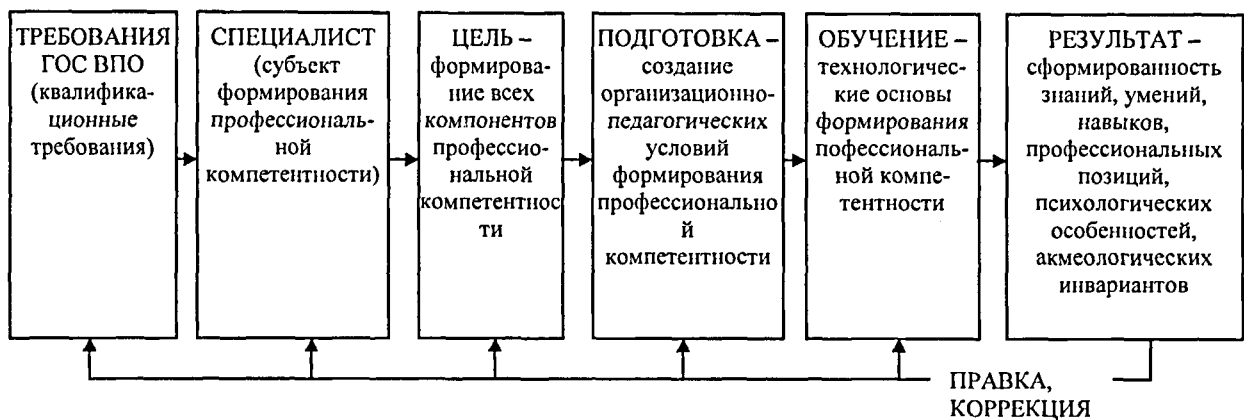 ТРЕБОВАНИЯ
ГОС ВПО
(квалифика-
ционные
требования)
СПЕЦИАЛИСТ
(субъект
формирования
профессиональ-
ной
компетентности)
ЦЕЛЬ –
формирова-
ние всех
компонентов
профессио-
нальной
компетентнос
ти
ПОДГОТОВКА –
создание
организационно-
педагогических
условий
формирования
профессионально
й
компетентности
ОБУЧЕНИЕ –
технологичес-
кие основы
формирования
пофессиональ-
ной компе-
тентности
РЕЗУЛЬТАТ –
сформированность
знаний, умений,
навыков,
профессиональных
позиций,
психологических
особенностей,
акмеологических
инвариантов
ПРАВКА,
КОРРЕКЦИЯ